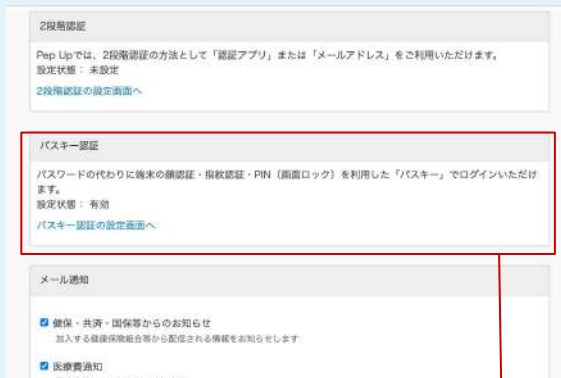 2段階認証
Pep Upでは、2段階認証の方法として「認証アプリ」または「メールアドレス」をご利用いただけます。
設定状態： 未設定
2段階認証の設定画面へ
パスキー認証
パスワードの代わりに端末の顔認証・指紋認証・PIN（画面ロック）を利用した「パスキー」でログインいただけ
ます。
設定状態： 有効
パスキー認証の設定画面へ
メール通知
健保・共済・国保等からのお知らせ
加入する健康保険組合等から配信される情報をお知らせします
医療費通知